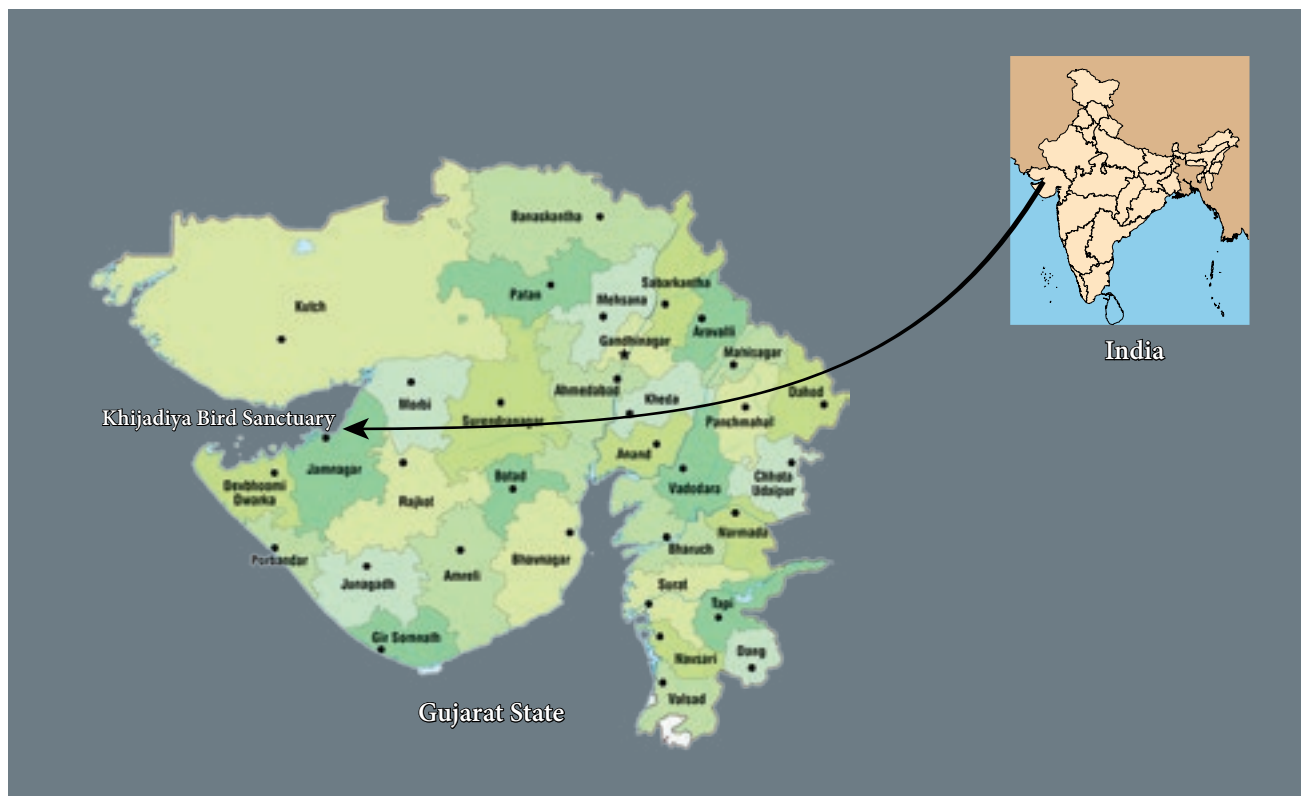 Banaskantha
Patan
Sabarkantha
Mehsana
Kutch
Aravalli
Gandhinagar
Mahisagar
Ahmedabad
Kheda
Dahod
Morbi
Khijadiya Bird Sanctuary
Surendranagar
Panchmahal
Anand
Jamnagar
Botad
Vadodara
Chhota
Udaipur
Devbhoomi
Dwarka
Rajkot
Narmada
Bharuch
Porbandar
Bhavnagar
Junagadh
Amreli
Surat
Tapi
Gir Somnath
Dang
Navsari
Valsad
Gujarat State
India